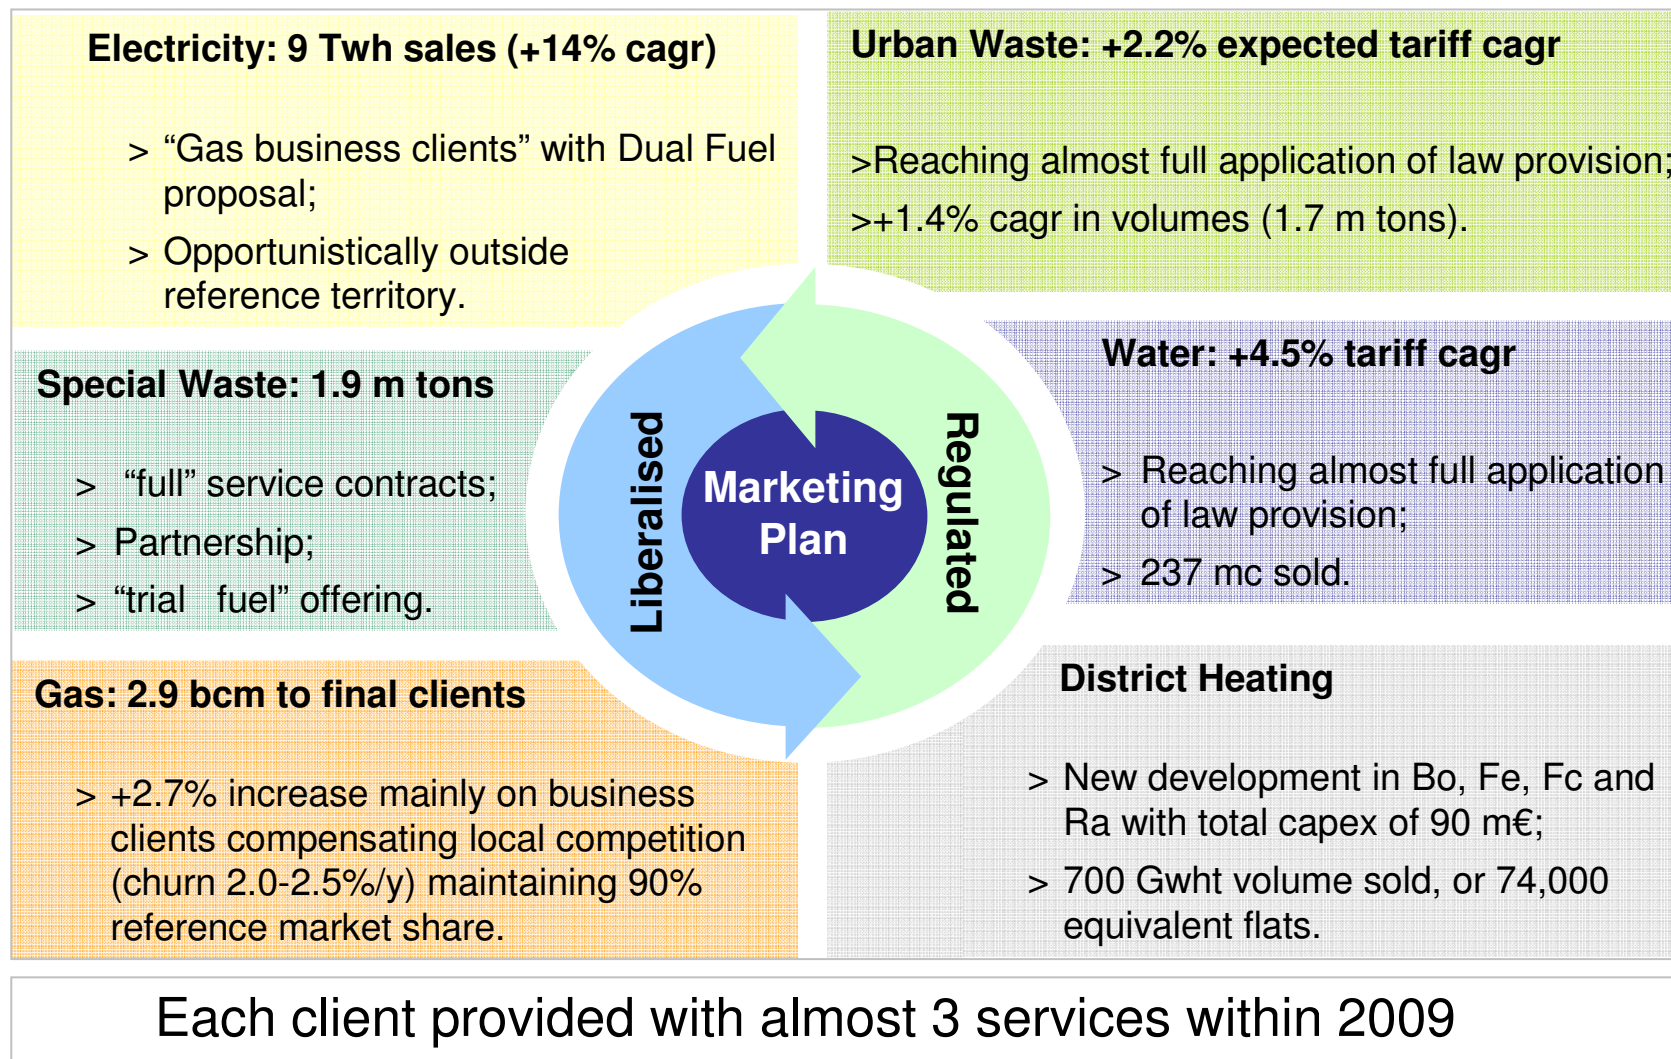 Electricity: 9 Twh sales (+14% cagr)
> “Gas business clients” with Dual Fuel
proposal;
> Opportunistically outside
reference territory.
Special Waste: 1.9 m tons
> “full” service contracts;
> Partnership;
> “trial fuel” offering.
Gas: 2.9 bcm to final clients
> +2.7% increase mainly on business
clients compensating local competition
(churn 2.0-2.5%/y) maintaining 90%
reference market share.
Liberalised
Marketing
Plan
Regulated
Urban Waste: +2.2% expected tariff cagr
>Reaching almost full application of law provision;
>+1.4% cagr in volumes (1.7 m tons).
Water: +4.5% tariff cagr
> Reaching almost full application
of law provision;
> 237 mc sold.
District Heating
> New development in Bo, Fe, Fc and
Ra with total capex of 90 m€;
> 700 Gwht volume sold, or 74,000
equivalent flats.
Each client provided with almost 3 services within 2009